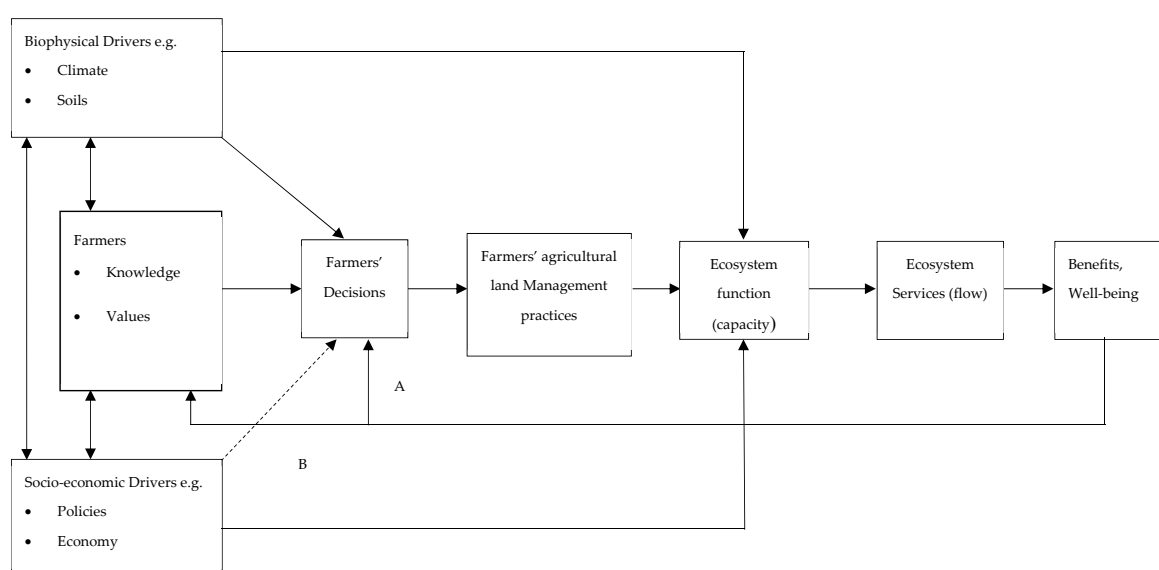 Biophysical Drivers e.g.
• Climate
• Soils
Farmers
• Knowledge
• Values
Farmers’
Decisions
Farmers’ agricultural
land Management
practices
Ecosystem
function
(capacity)
Ecosystem
Services (flow)
Benefits,
Well-being
A
B
Socio-economic Drivers e.g.
• Policies
• Economy